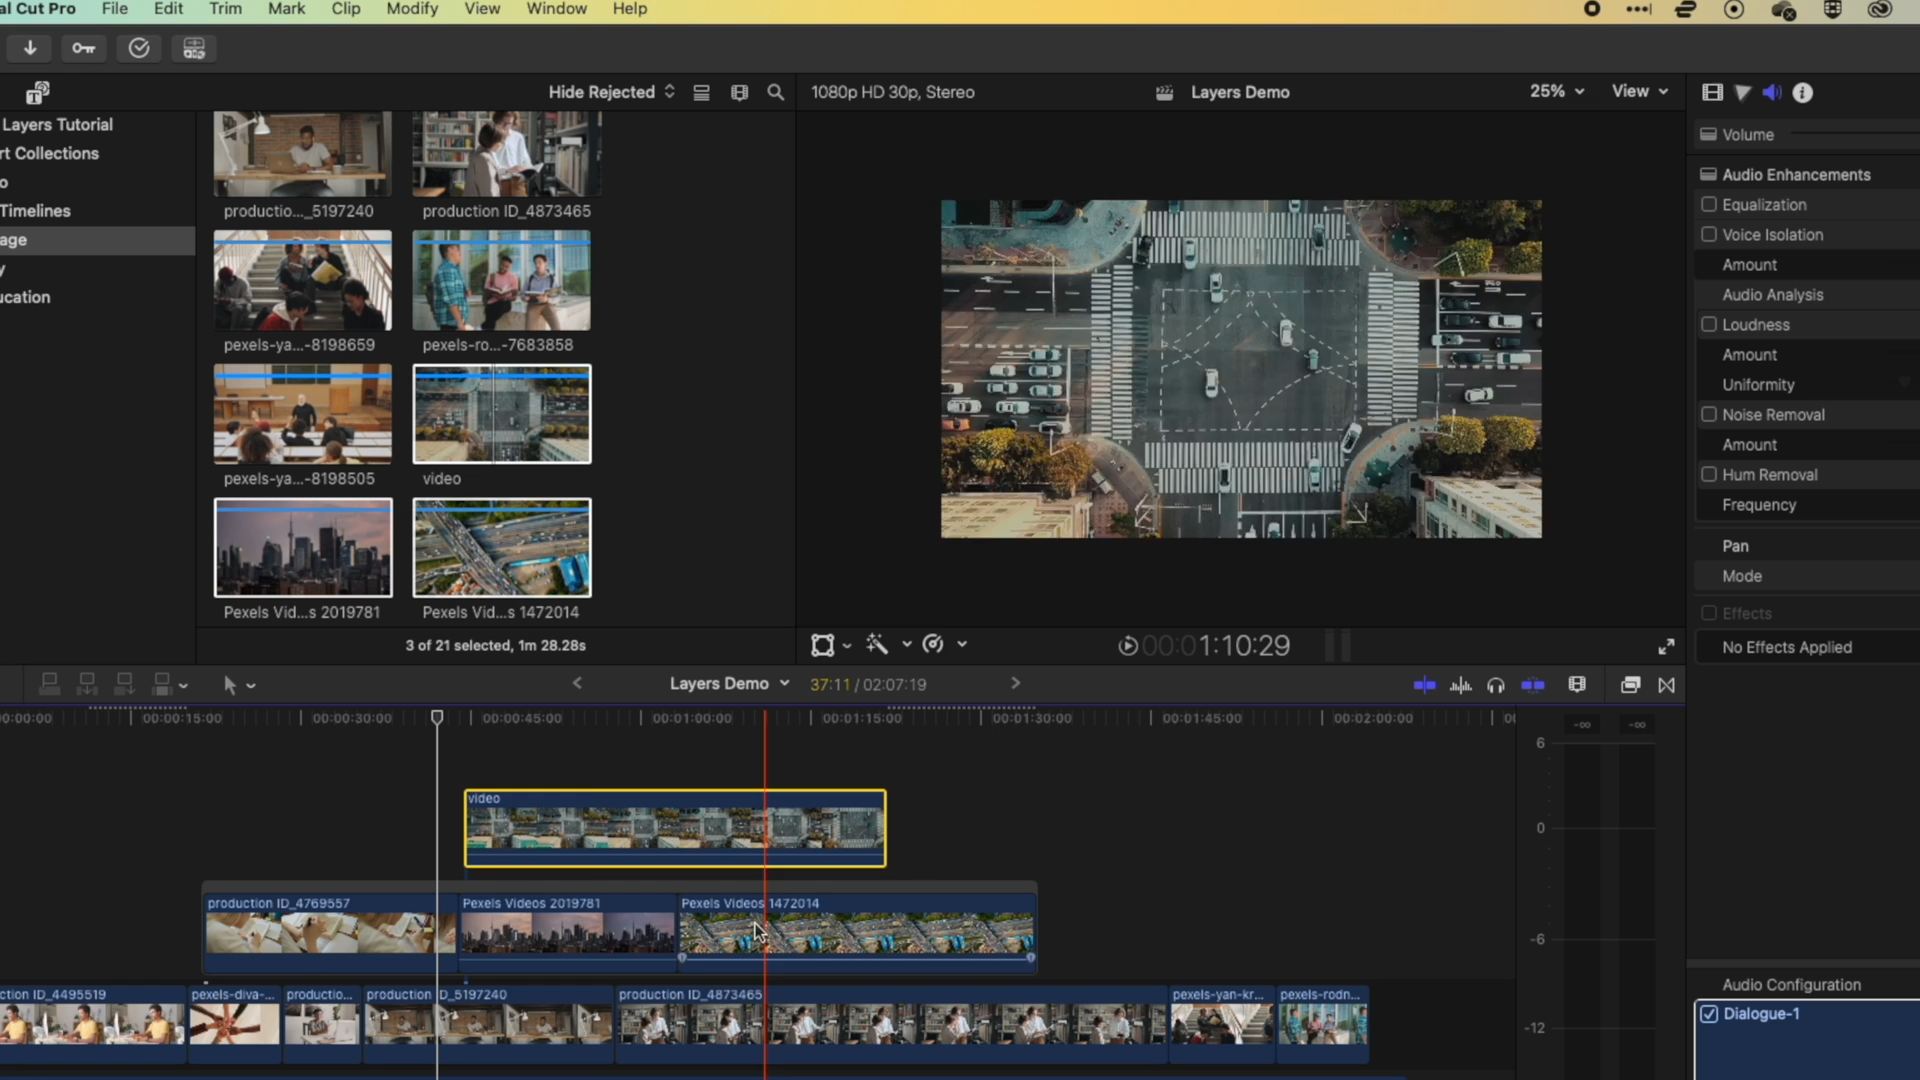 al Cut Pro File Edit Trim Mark Clip Modify View Window Help
Hide Rejected
1080p HD 30p, Stereo
Layers Demo
25%
View
Layers Tutorial
rt Collections
o
Timelines
age
y
ucation
productio..._5197240
production ID_4873465
pexels-ya...-8198659
pexels-ro...-7683858
pexels-ya...-8198505
video
Pexels Vid...s 2019781
Pexels Vid...s 1472014
3 of 21 selected, 1m 28.28s
00:01:10:29
Volume
Audio Enhancements
Equalization
Voice Isolation
Amount
Audio Analysis
Loudness
Amount
Uniformity
Noise Removal
Amount
Hum Removal
Frequency
Pan
Mode
Effects
No Effects Applied
Layers Demo
37:11 / 02:07:19
0:00:00 00:00:15:00 00:00:30:00 00:00:45:00 00:01:00:00 00:01:15:00 00:01:30:00 00:01:45:00 00:02:00:00 00
-∞ -∞
6
0
-6
-12
video
production ID_4769557
Pexels Videos 2019781
Pexels Videos 1472014
ction ID_4495519
pexels-diva-...
productio...
production ID_5197240
production ID_4873465
pexels-yan-kr...
pexels-rodn...
Audio Configuration
Dialogue-1